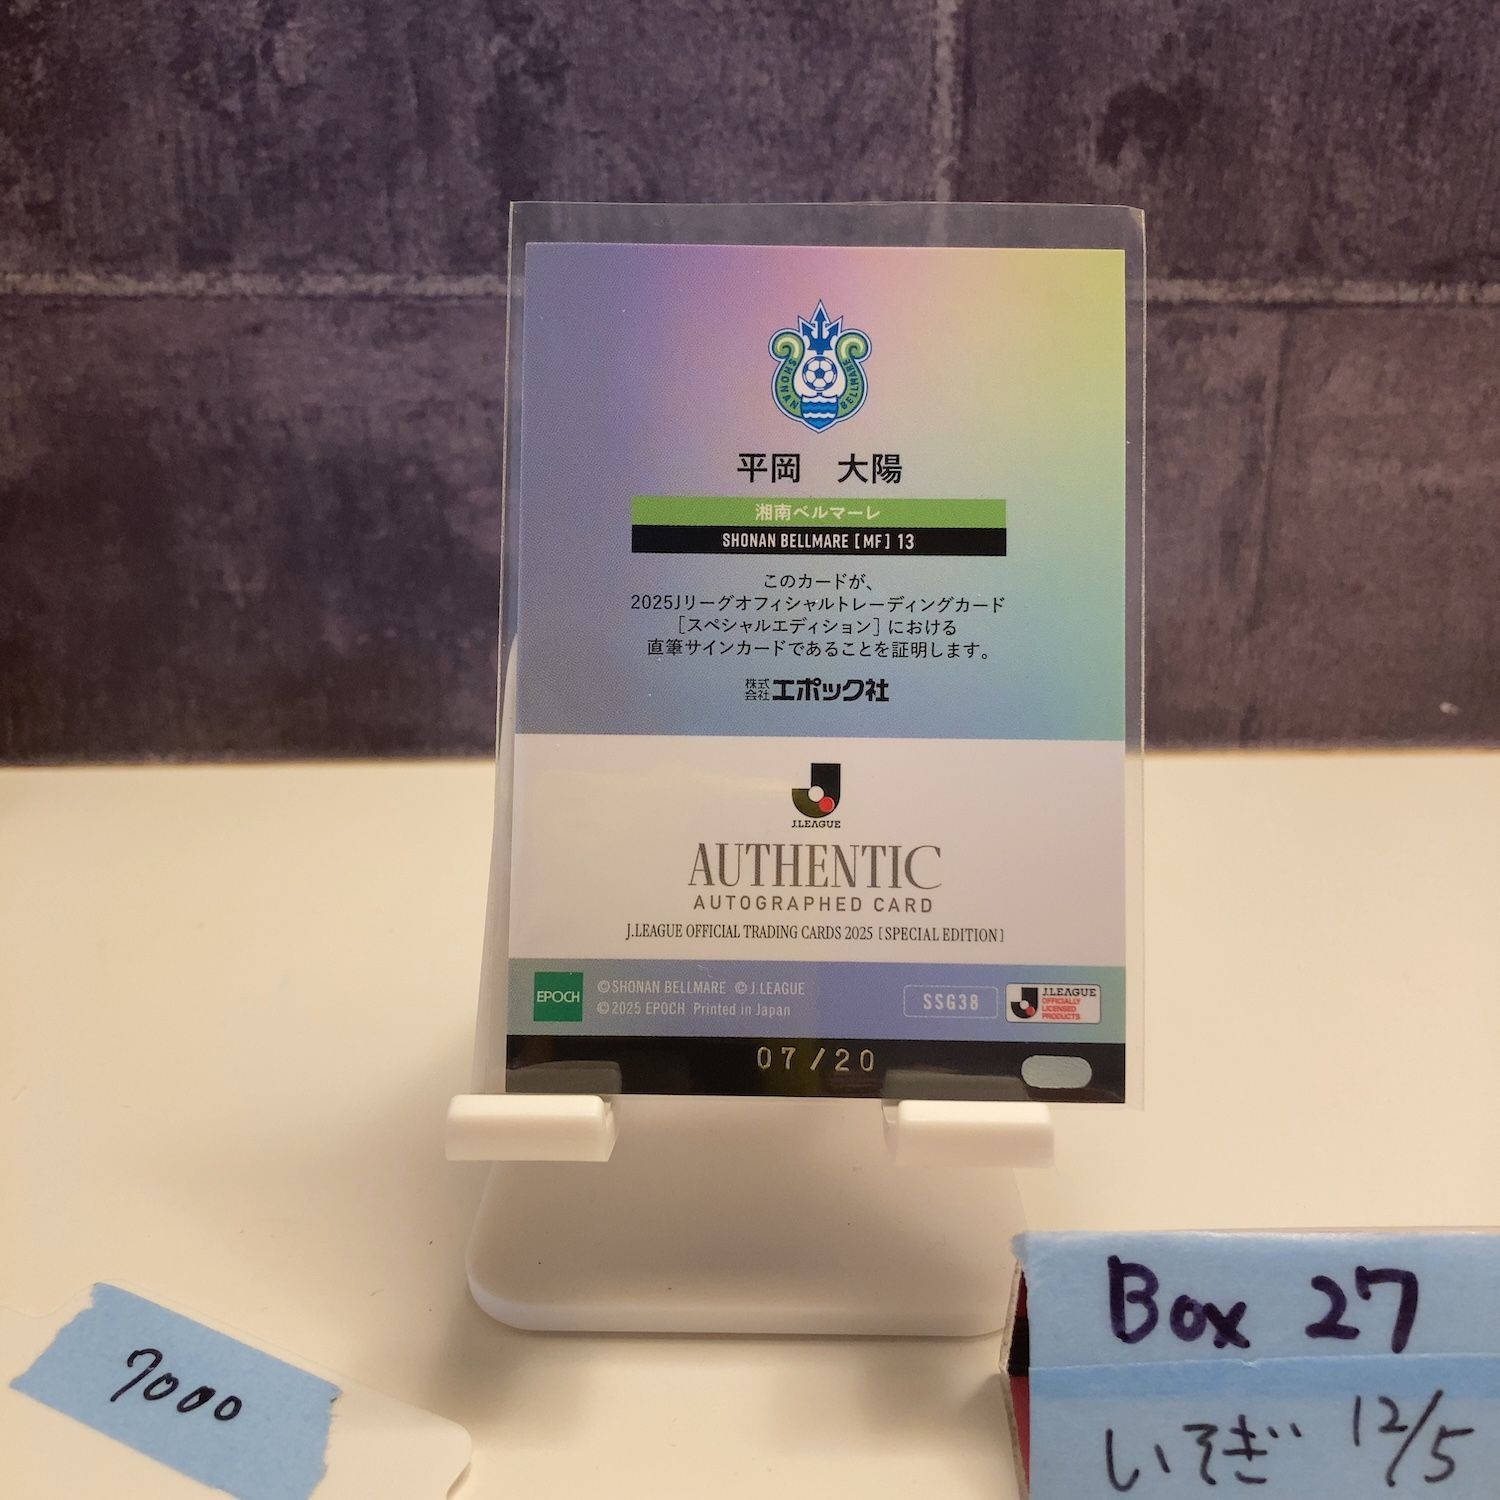 SHONAN BELLMARE
平岡　大陽
湘南ベルマーレ
SHONAN BELLMARE [MF] 13
このカードが、
2025Jリーグオフィシャルトレーディングカード
[スペシャルエディション]における
直筆サインカードであることを証明します。
株式会社エポック社
J.LEAGUE
AUTHENTIC
AUTOGRAPHED CARD
J.LEAGUE OFFICIAL TRADING CARDS 2025 [SPECIAL EDITION]
EPOCH
©SHONAN BELLMARE ©J.LEAGUE
©2025 EPOCH Printed in Japan
SSG38
J.LEAGUE
OFFICIALLY
LICENSED
PRODUCTS
07/20
7000
Box 27
いそぎ 12/5